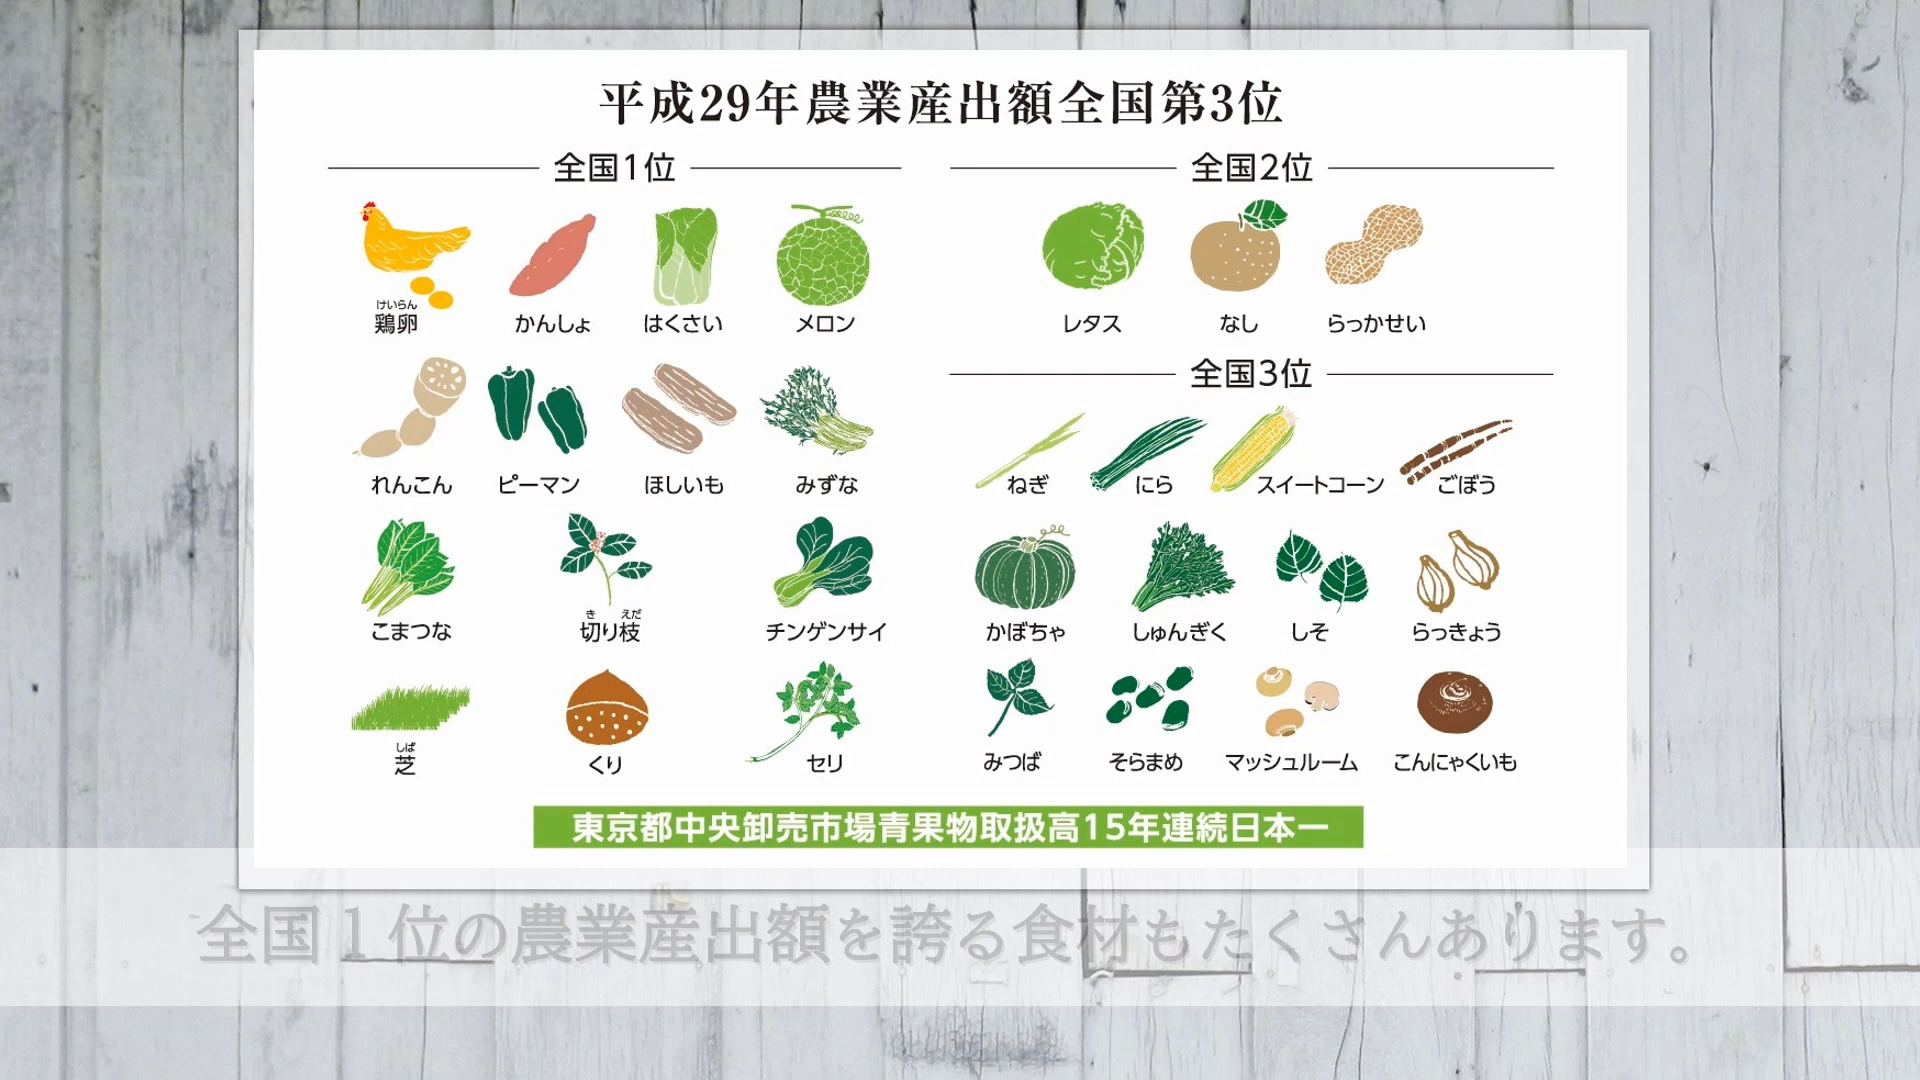 平成29年農業産出額全国第3位
全国1位
けいらん
鶏卵 かんしょ はくさい メロン
れんこん ピーマン ほしいも みずな
き えだ
こまつな 切り枝 チンゲンサイ
しば
芝 くり セリ
全国2位
レタス なし らっかせい
全国3位
ねぎ にら スイートコーン ごぼう
かぼちゃ しゅんぎく しそ らっきょう
みつば そらまめ マッシュルーム こんにゃくいも
東京都中央卸売市場青果物取扱高15年連続日本一
全国１位の農業産出額を誇る食材もたくさんあります。